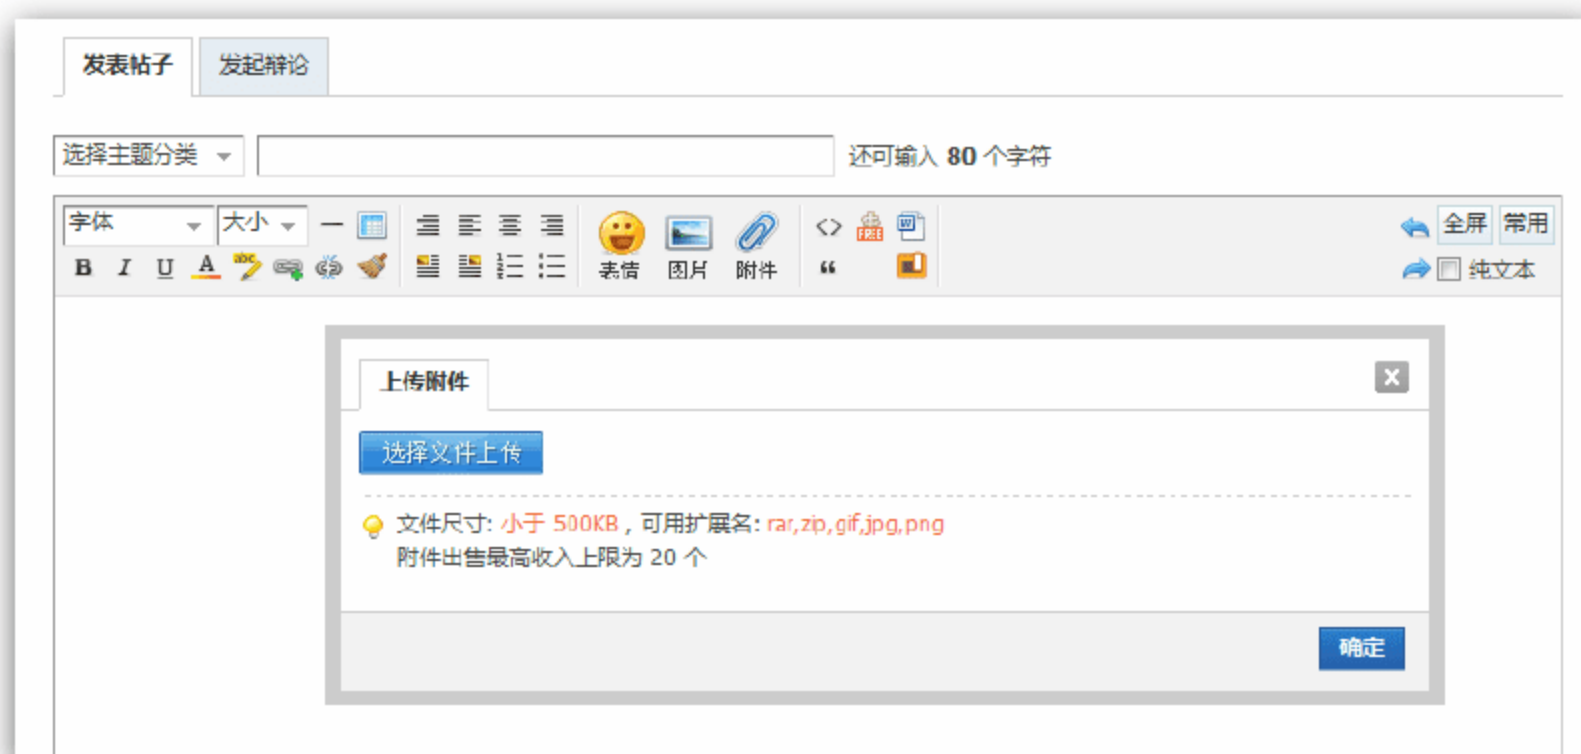 发表帖子 发起辩论
选择主题分类 还可输入 80 个字符
字体 大小 全屏 常用
B I U A abc 表情 图片 附件 FREE W 纯文本
上传附件
选择文件上传
文件尺寸: 小于 500KB , 可用扩展名: rar,zip,gif,jpg,png
附件出售最高收入上限为 20 个
确定